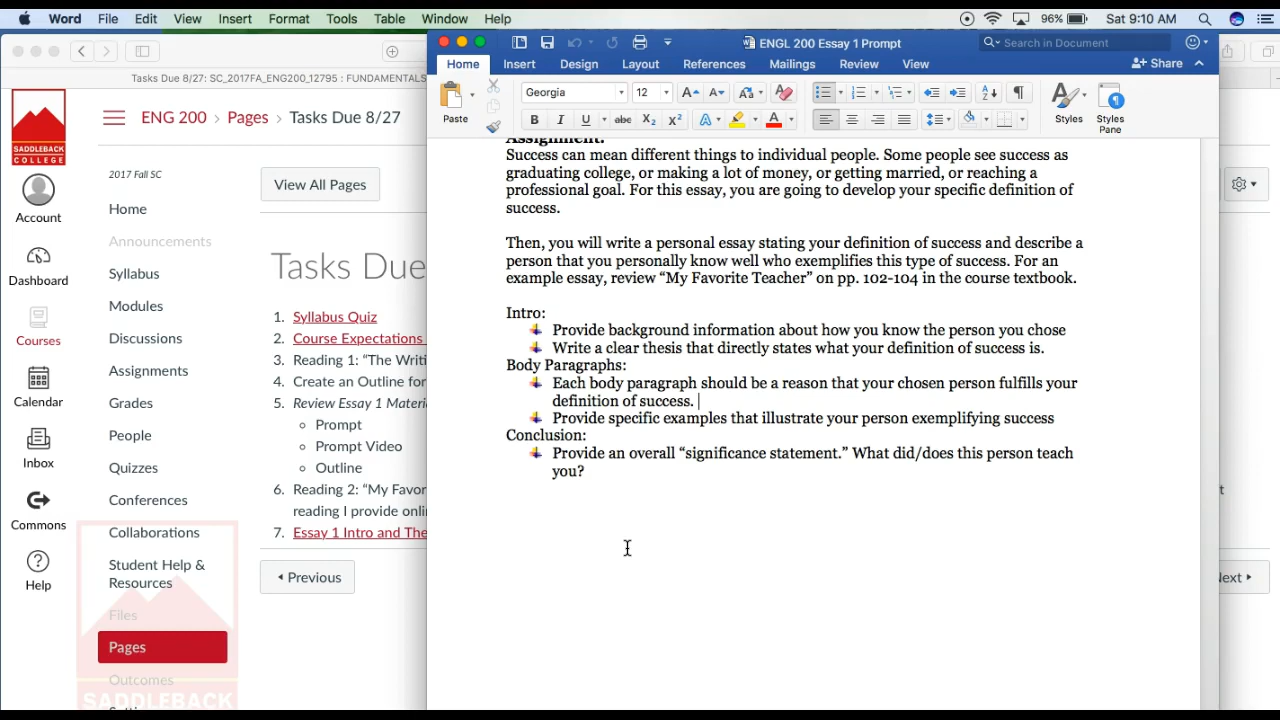 Word File Edit View Insert Format Tools Table Window Help 96% Sat 9:10 AM
ENGL 200 Essay 1 Prompt
Search in Document
Home Insert Design Layout References Mailings Review View Share
Paste Georgia 12 Styles Styles Pane
Tasks Due 8/27: SC_2017FA_ENG200_12795 : FUNDAMENTALS
SADDLEBACK COLLEGE
Account
Dashboard
Courses
Calendar
Inbox
Commons
Help
ENG 200 > Pages > Tasks Due 8/27
2017 Fall SC
Home
Announcements
Syllabus
Modules
Discussions
Assignments
Grades
People
Quizzes
Conferences
Collaborations
Student Help &
Resources
Files
Pages
Outcomes
View All Pages
Tasks Due
1. Syllabus Quiz
2. Course Expectations
3. Reading 1: “The Writi
4. Create an Outline for
5. Review Essay 1 Materi
Prompt
Prompt Video
Outline
6. Reading 2: “My Favor
reading I provide onli
7. Essay 1 Intro and The
Previous
Next
Assignment:
Success can mean different things to individual people. Some people see success as
graduating college, or making a lot of money, or getting married, or reaching a
professional goal. For this essay, you are going to develop your specific definition of
success.
Then, you will write a personal essay stating your definition of success and describe a
person that you personally know well who exemplifies this type of success. For an
example essay, review “My Favorite Teacher” on pp. 102-104 in the course textbook.
Intro:
Provide background information about how you know the person you chose
Write a clear thesis that directly states what your definition of success is.
Body Paragraphs:
Each body paragraph should be a reason that your chosen person fulfills your
definition of success.
Provide specific examples that illustrate your person exemplifying success
Conclusion:
Provide an overall “significance statement.” What did/does this person teach
you?
SADDLEBACK